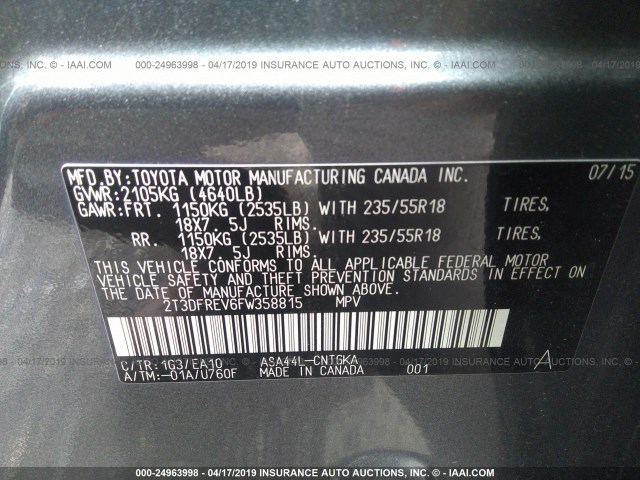 000-24963998 - 04/17/2019 INSURANCE AUTO AUCTIONS, INC. - © IAAI.COM
MFD.BY:TOYOTA MOTOR MANUFACTURING CANADA INC. 07/15
GVWR:2105KG (4640LB)
GAWR:FRT. 1150KG (2535LB) WITH 235/55R18 TIRES,
18X7. 5J RIMS.
RR. 1150KG (2535LB) WITH 235/55R18 TIRES,
18X7. 5J RIMS.
THIS VEHICLE CONFORMS TO ALL APPLICABLE FEDERAL MOTOR
VEHICLE SAFETY AND THEFT PREVENTION STANDARDS IN EFFECT ON
THE DATE OF MANUFACTURE SHOWN ABOVE.
2T3DFREV6FW358815 MPV
C/TR:1G3/EA10 ASA44L-CNTGKA
A/TM:-01A/U760F MADE IN CANADA 001 A
000-24963998 - 04/17/2019 INSURANCE AUTO AUCTIONS, INC. - © IAAI.COM